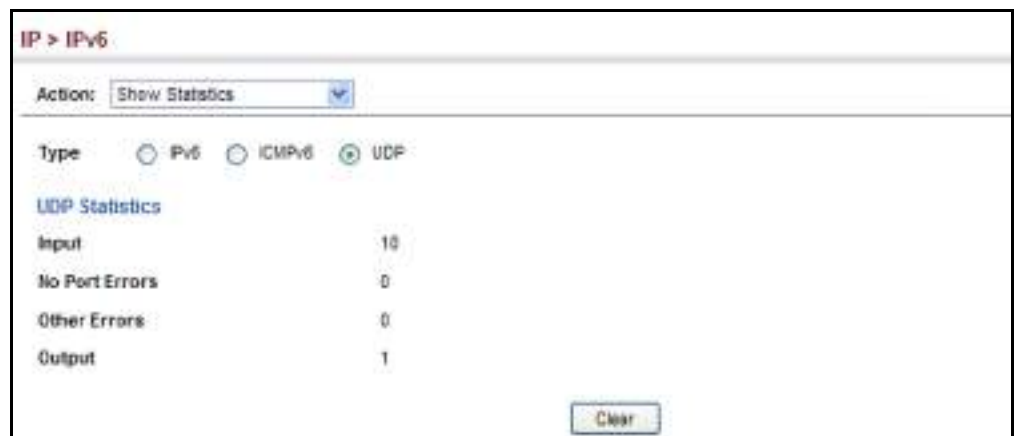 IP > IPv6
Action: Show Statistics
Type IPv6 ICMPv6 UDP
UDP Statistics
Input 10
No Port Errors 0
Other Errors 0
Output 1
Clear